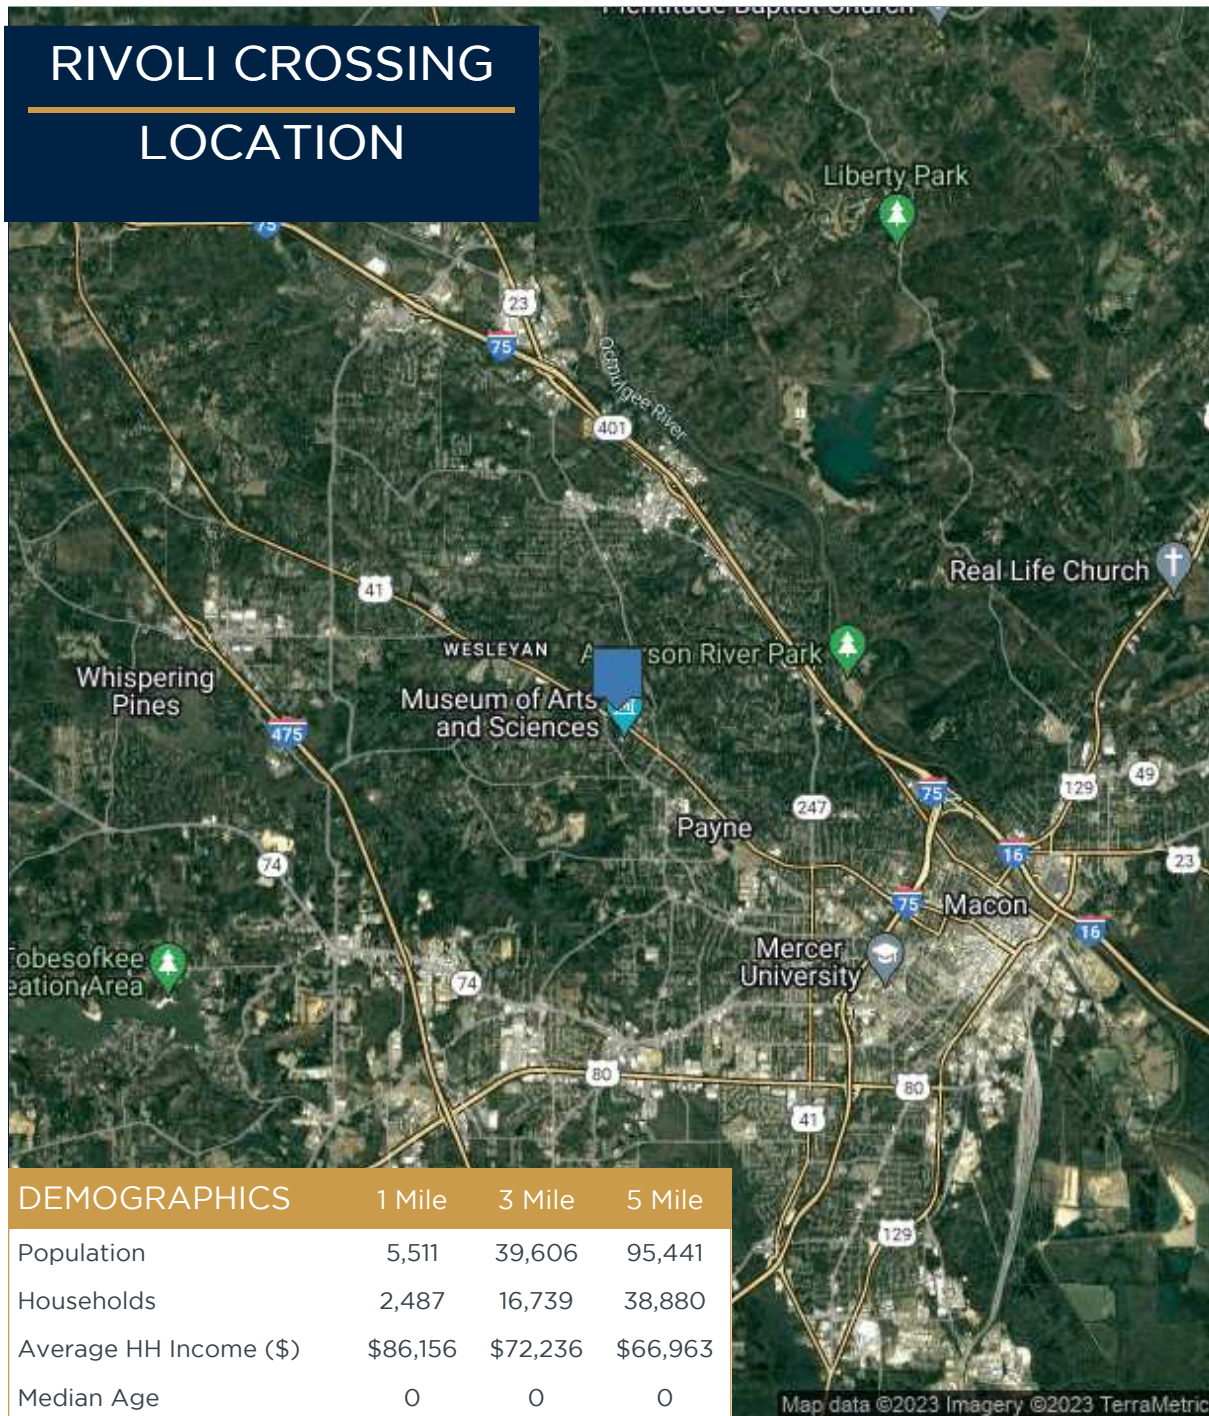 Plentitude Baptist Church
RIVOLI CROSSING
LOCATION
Liberty Park
75
23
75
Ocmulgee River
401
Real Life Church
41
WESLEYAN
rson River Park
Whispering
Pines
Museum of Arts
and Sciences
475
129
49
75
247
Payne
16
23
74
75
Macon
16
Mercer
University
obesofkee
eation Area
74
80
80
41
129
DEMOGRAPHICS 1 Mile 3 Mile 5 Mile
Population 5,511 39,606 95,441
Households 2,487 16,739 38,880
Average HH Income ($) $86,156 $72,236 $66,963
Median Age 0 0 0
Map data ©2023 Imagery ©2023 TerraMetric